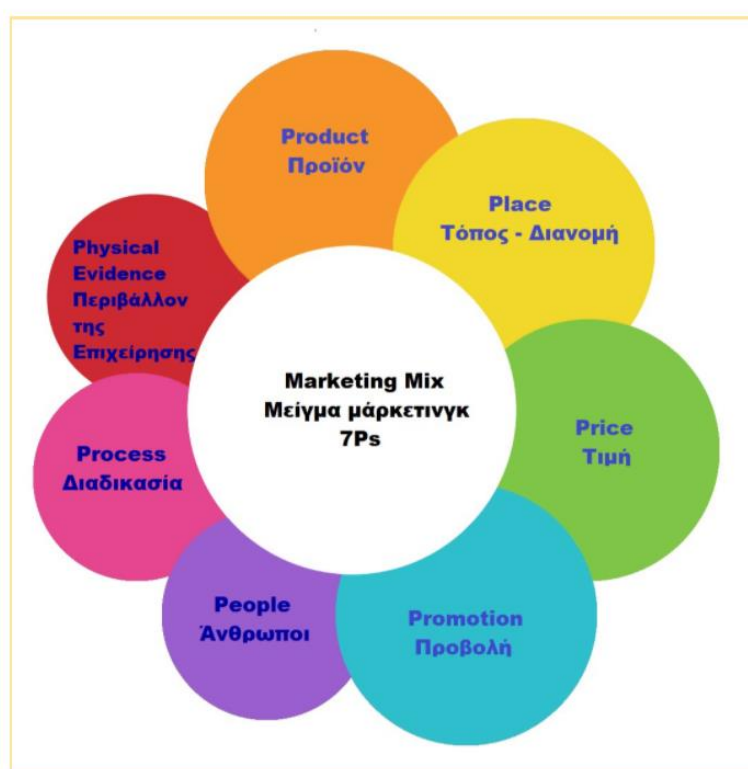 Product
Προϊόν
Place
Τόπος - Διανομή
Physical
Evidence
Περιβάλλον
της
Επιχείρησης
Marketing Mix
Μείγμα μάρκετινγκ
7Ps
Price
Τιμή
Process
Διαδικασία
People
Άνθρωποι
Promotion
Προβολή